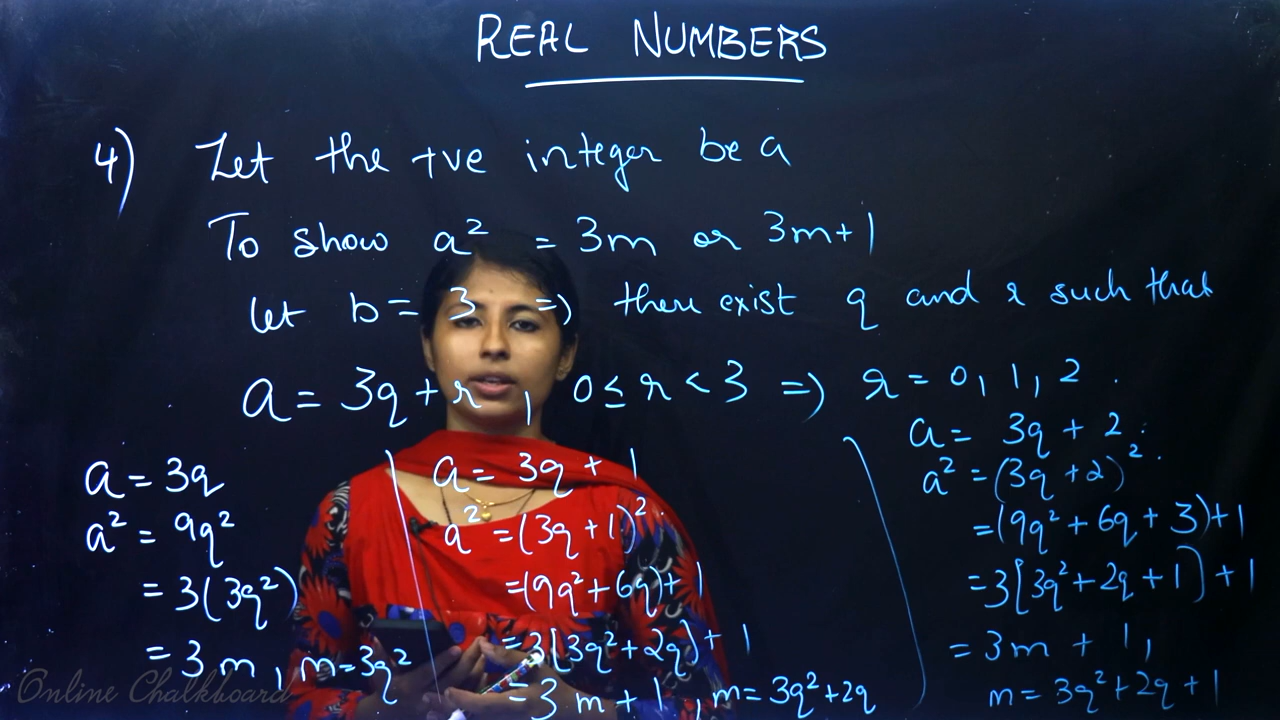 REAL NUMBERS
4) Let the +ve integer be a
To show a² = 3m or 3m+1
let b = 3 => there exist q and r such that
a = 3q + r , 0 ≤ r < 3 => r = 0, 1, 2 .
a = 3q
a² = 9q²
= 3(3q²)
= 3m , m = 3q²
a = 3q + 1
a² = (3q + 1)² .
= (9q² + 6q) + 1
= 3(3q² + 2q) + 1
= 3m + 1 , m = 3q² + 2q
a = 3q + 2 .
a² = (3q + 2)² .
= (9q² + 6q + 3) + 1
= 3[3q² + 2q + 1) + 1
= 3m + 1 ,
m = 3q² + 2q + 1
Online Chalkboard